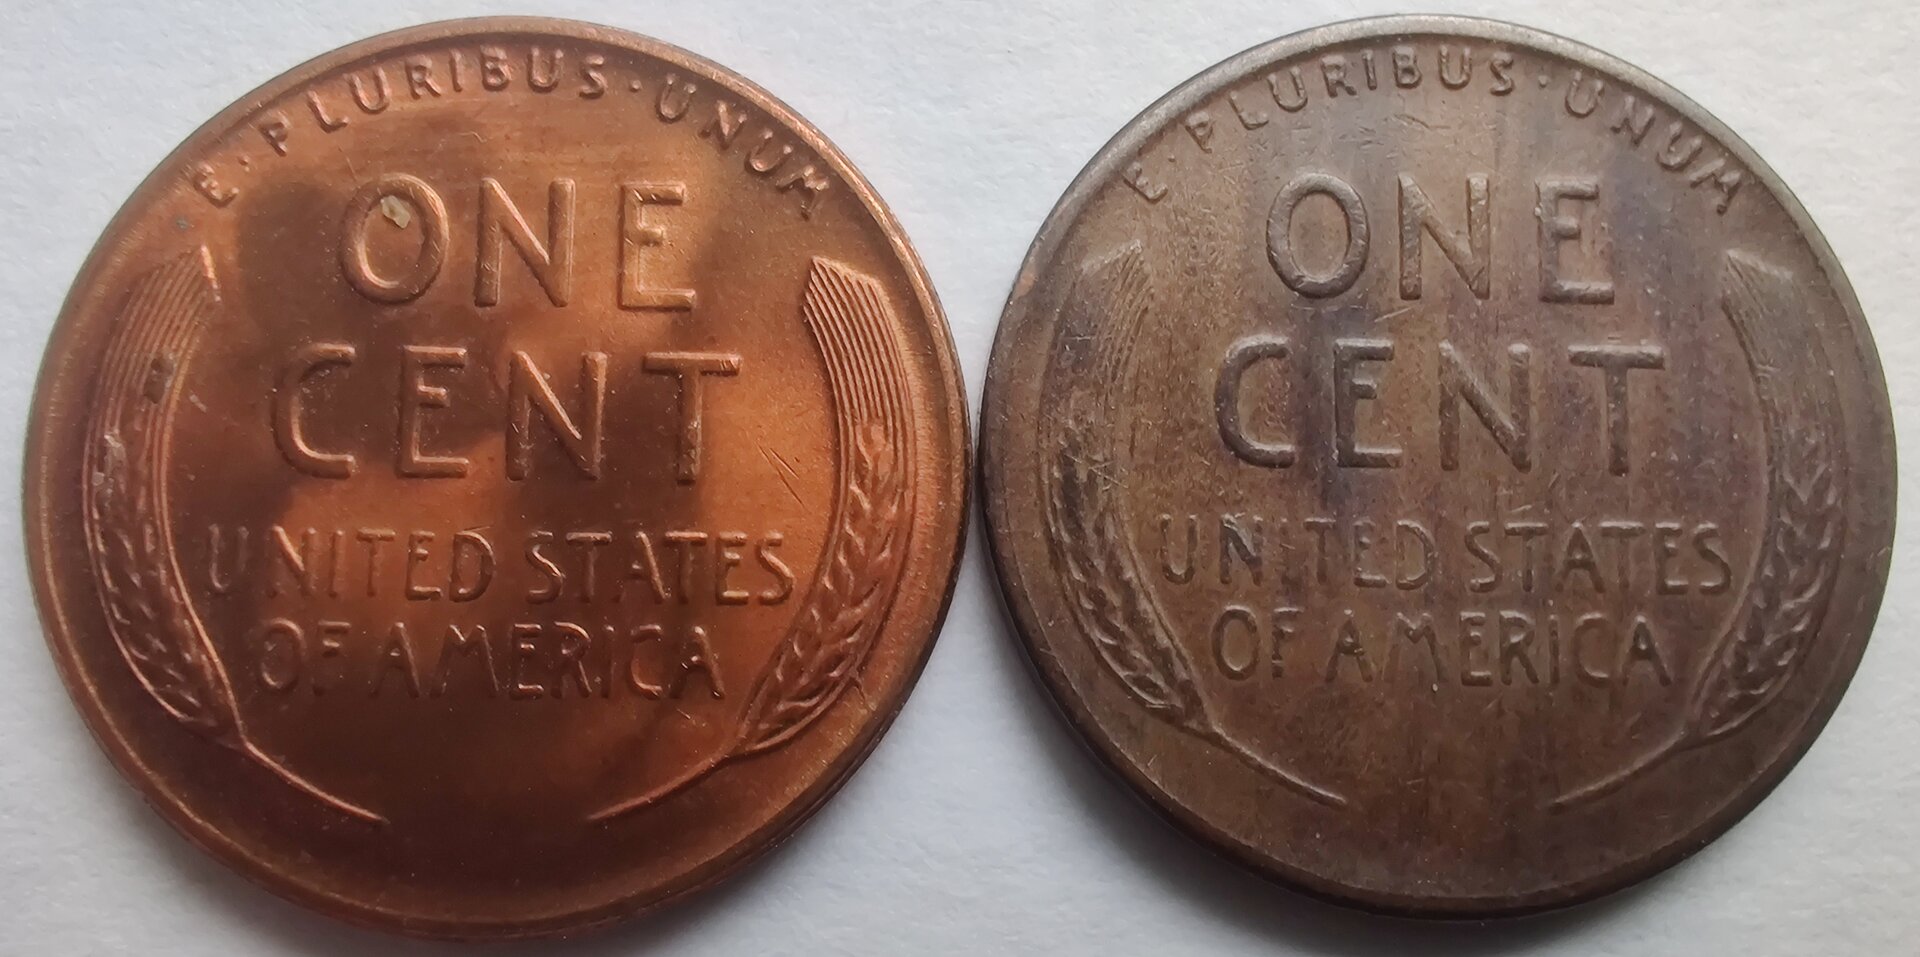 E·PLURIBUS·UNUM
ONE
CENT
UNITED STATES
OF AMERICA
E·PLURIBUS·UNUM
ONE
CENT
UNITED STATES
OF AMERICA